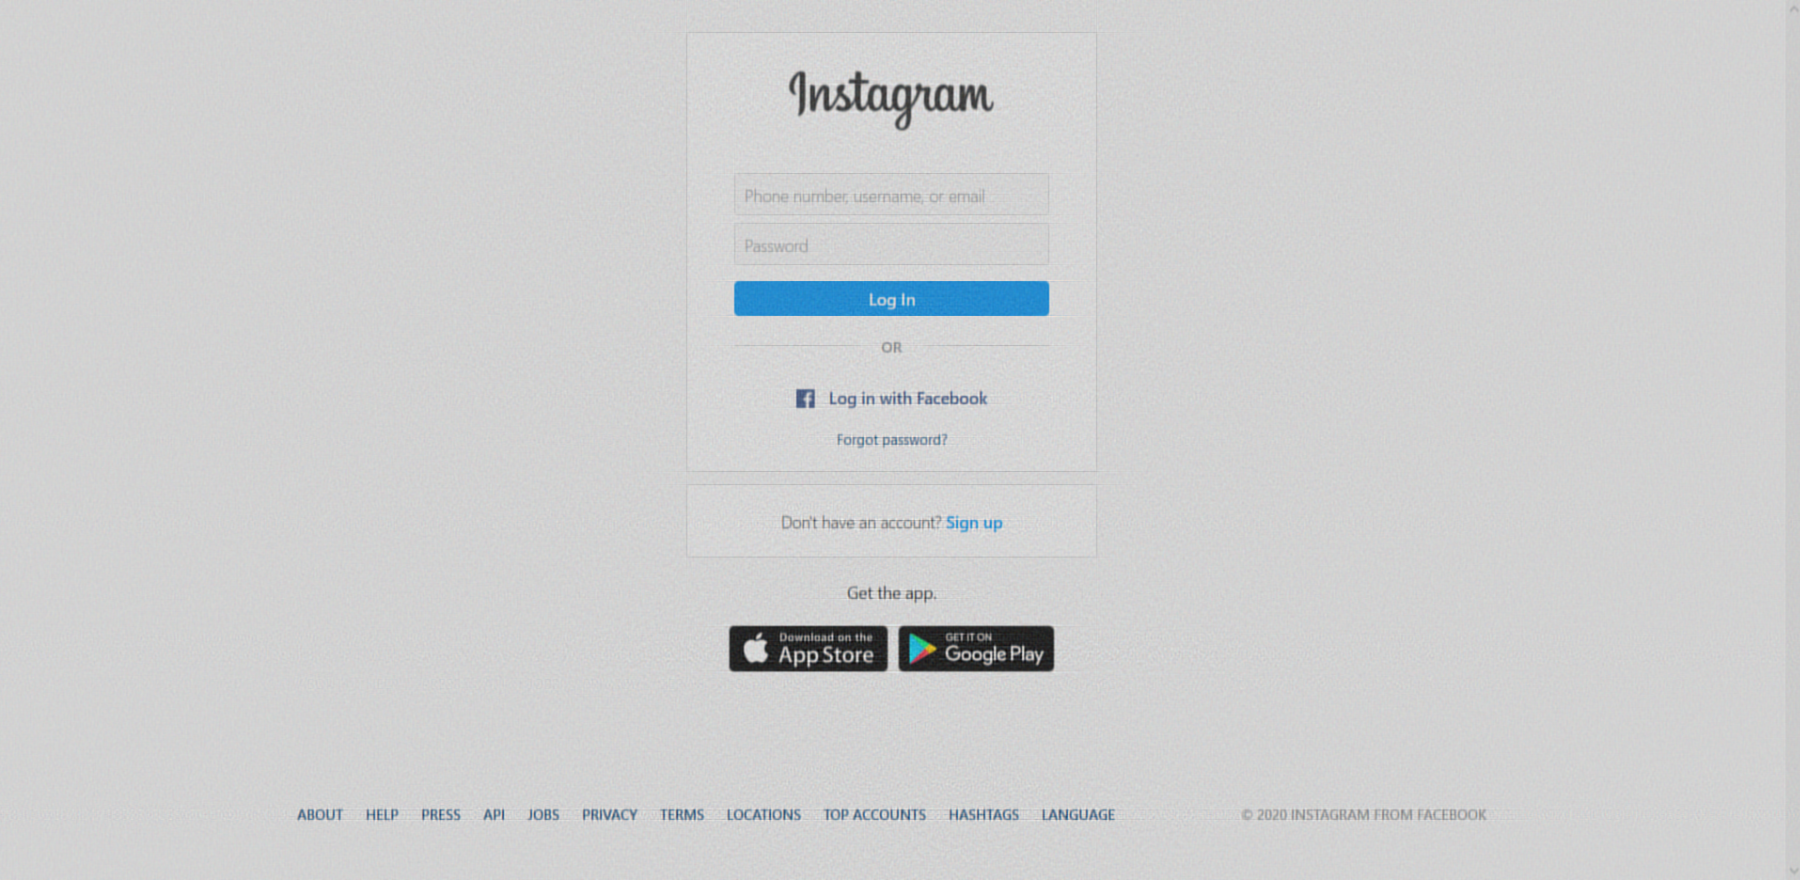 Instagram
Phone number, username, or email
Password
Log In
OR
Log in with Facebook
Forgot password?
Don't have an account? Sign up
Get the app.
Download on the
App Store
GET IT ON
Google Play
ABOUT HELP PRESS API JOBS PRIVACY TERMS LOCATIONS TOP ACCOUNTS HASHTAGS LANGUAGE © 2020 INSTAGRAM FROM FACEBOOK